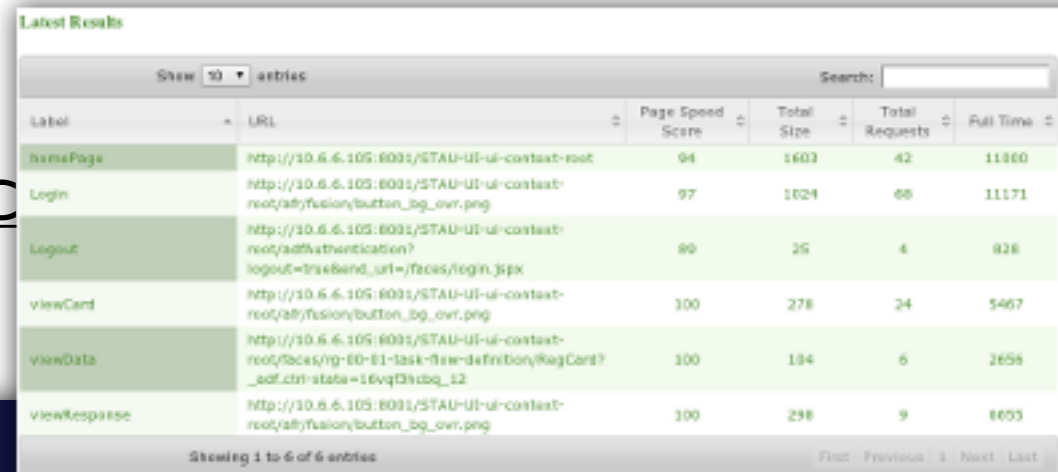 Latest Results
Show 10 entries Search:
Label URL Page Speed Score Total Size Total Requests Full Time
homePage http://10.6.6.105:8001/STAU-UI-ui-context-root 94 1603 42 11000
Login http://10.6.6.105:8001/STAU-UI-ui-context-
root/afr/fusion/button_bg_ovr.png 97 1024 68 11171
Logout http://10.6.6.105:8001/STAU-UI-ui-context-
root/adfAuthentication?
logout=true&end_url=/faces/login.jspx 89 25 4 828
viewCard http://10.6.6.105:8001/STAU-UI-ui-context-
root/afr/fusion/button_bg_ovr.png 100 278 24 5467
viewData http://10.6.6.105:8001/STAU-UI-ui-context-
root/faces/rg-00-01-task-flow-definition/RegCard?
100 104 6 2656
viewResponse http://10.6.6.105:8001/STAU-UI-ui-context-
root/afr/fusion/button_bg_ovr.png 100 298 9
Showing 1 to 6 of 6 entries First Previous 1 Next Last